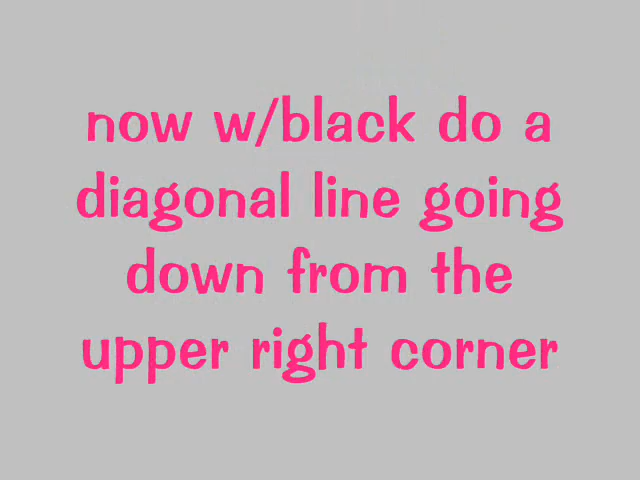 now w/black do a
diagonal line going
down from the
upper right corner